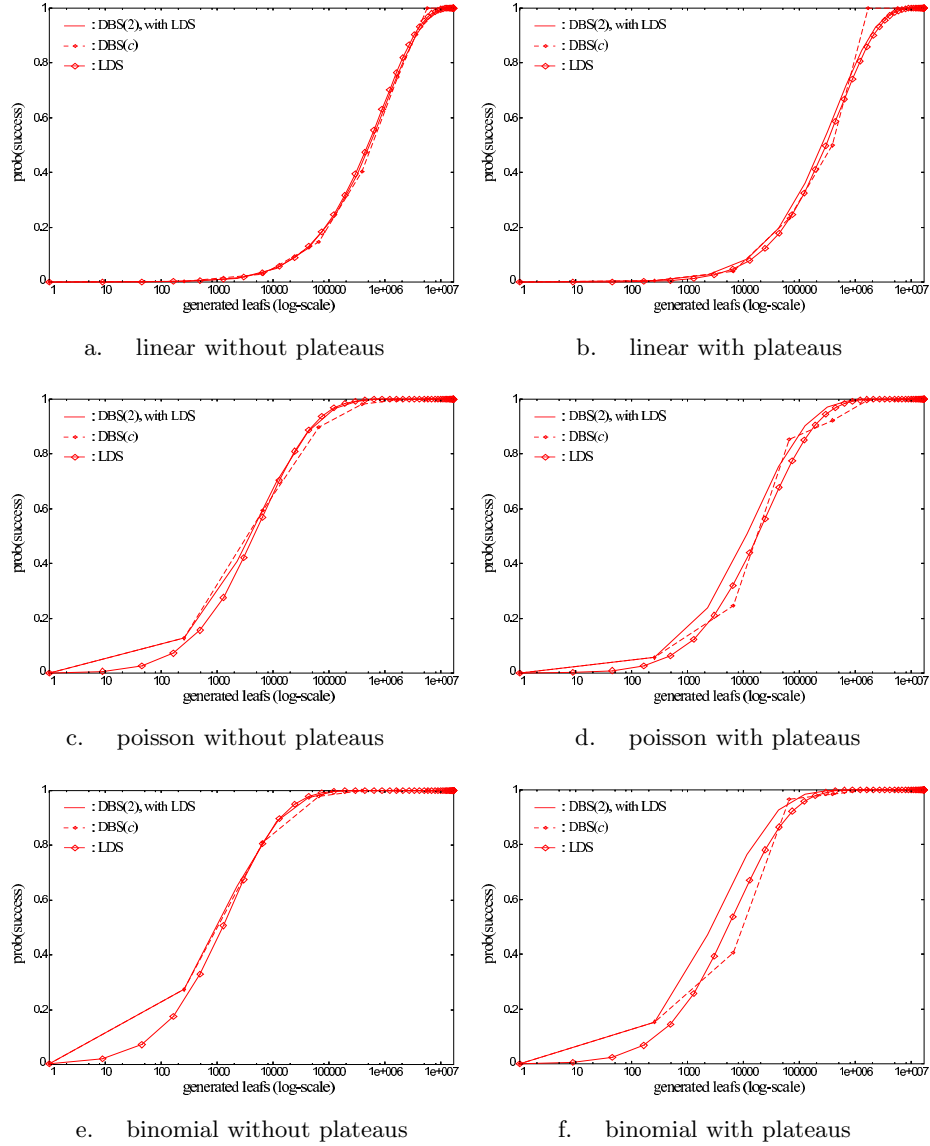 1
0.8
0.6
0.4
0.2
0
prob(success)
: DBS(2), with LDS
: DBS(c)
: LDS
1 10 100 1000 10000 100000 1e+006 1e+007
generated leafs (log-scale)
a. linear without plateaus
1
0.8
0.6
0.4
0.2
0
prob(success)
: DBS(2), with LDS
: DBS(c)
: LDS
1 10 100 1000 10000 100000 1e+006 1e+007
generated leafs (log-scale)
b. linear with plateaus
1
0.8
0.6
0.4
0.2
0
prob(success)
: DBS(2), with LDS
: DBS(c)
: LDS
1 10 100 1000 10000 100000 1e+006 1e+007
generated leafs (log-scale)
c. poisson without plateaus
1
0.8
0.6
0.4
0.2
0
prob(success)
: DBS(2), with LDS
: DBS(c)
: LDS
1 10 100 1000 10000 100000 1e+006 1e+007
generated leafs (log-scale)
d. poisson with plateaus
1
0.8
0.6
0.4
0.2
0
prob(success)
: DBS(2), with LDS
: DBS(c)
: LDS
1 10 100 1000 10000 100000 1e+006 1e+007
generated leafs (log-scale)
e. binomial without plateaus
1
0.8
0.6
0.4
0.2
0
prob(success)
: DBS(2), with LDS
: DBS(c)
: LDS
1 10 100 1000 10000 100000 1e+006 1e+007
generated leafs (log-scale)
f. binomial with plateaus